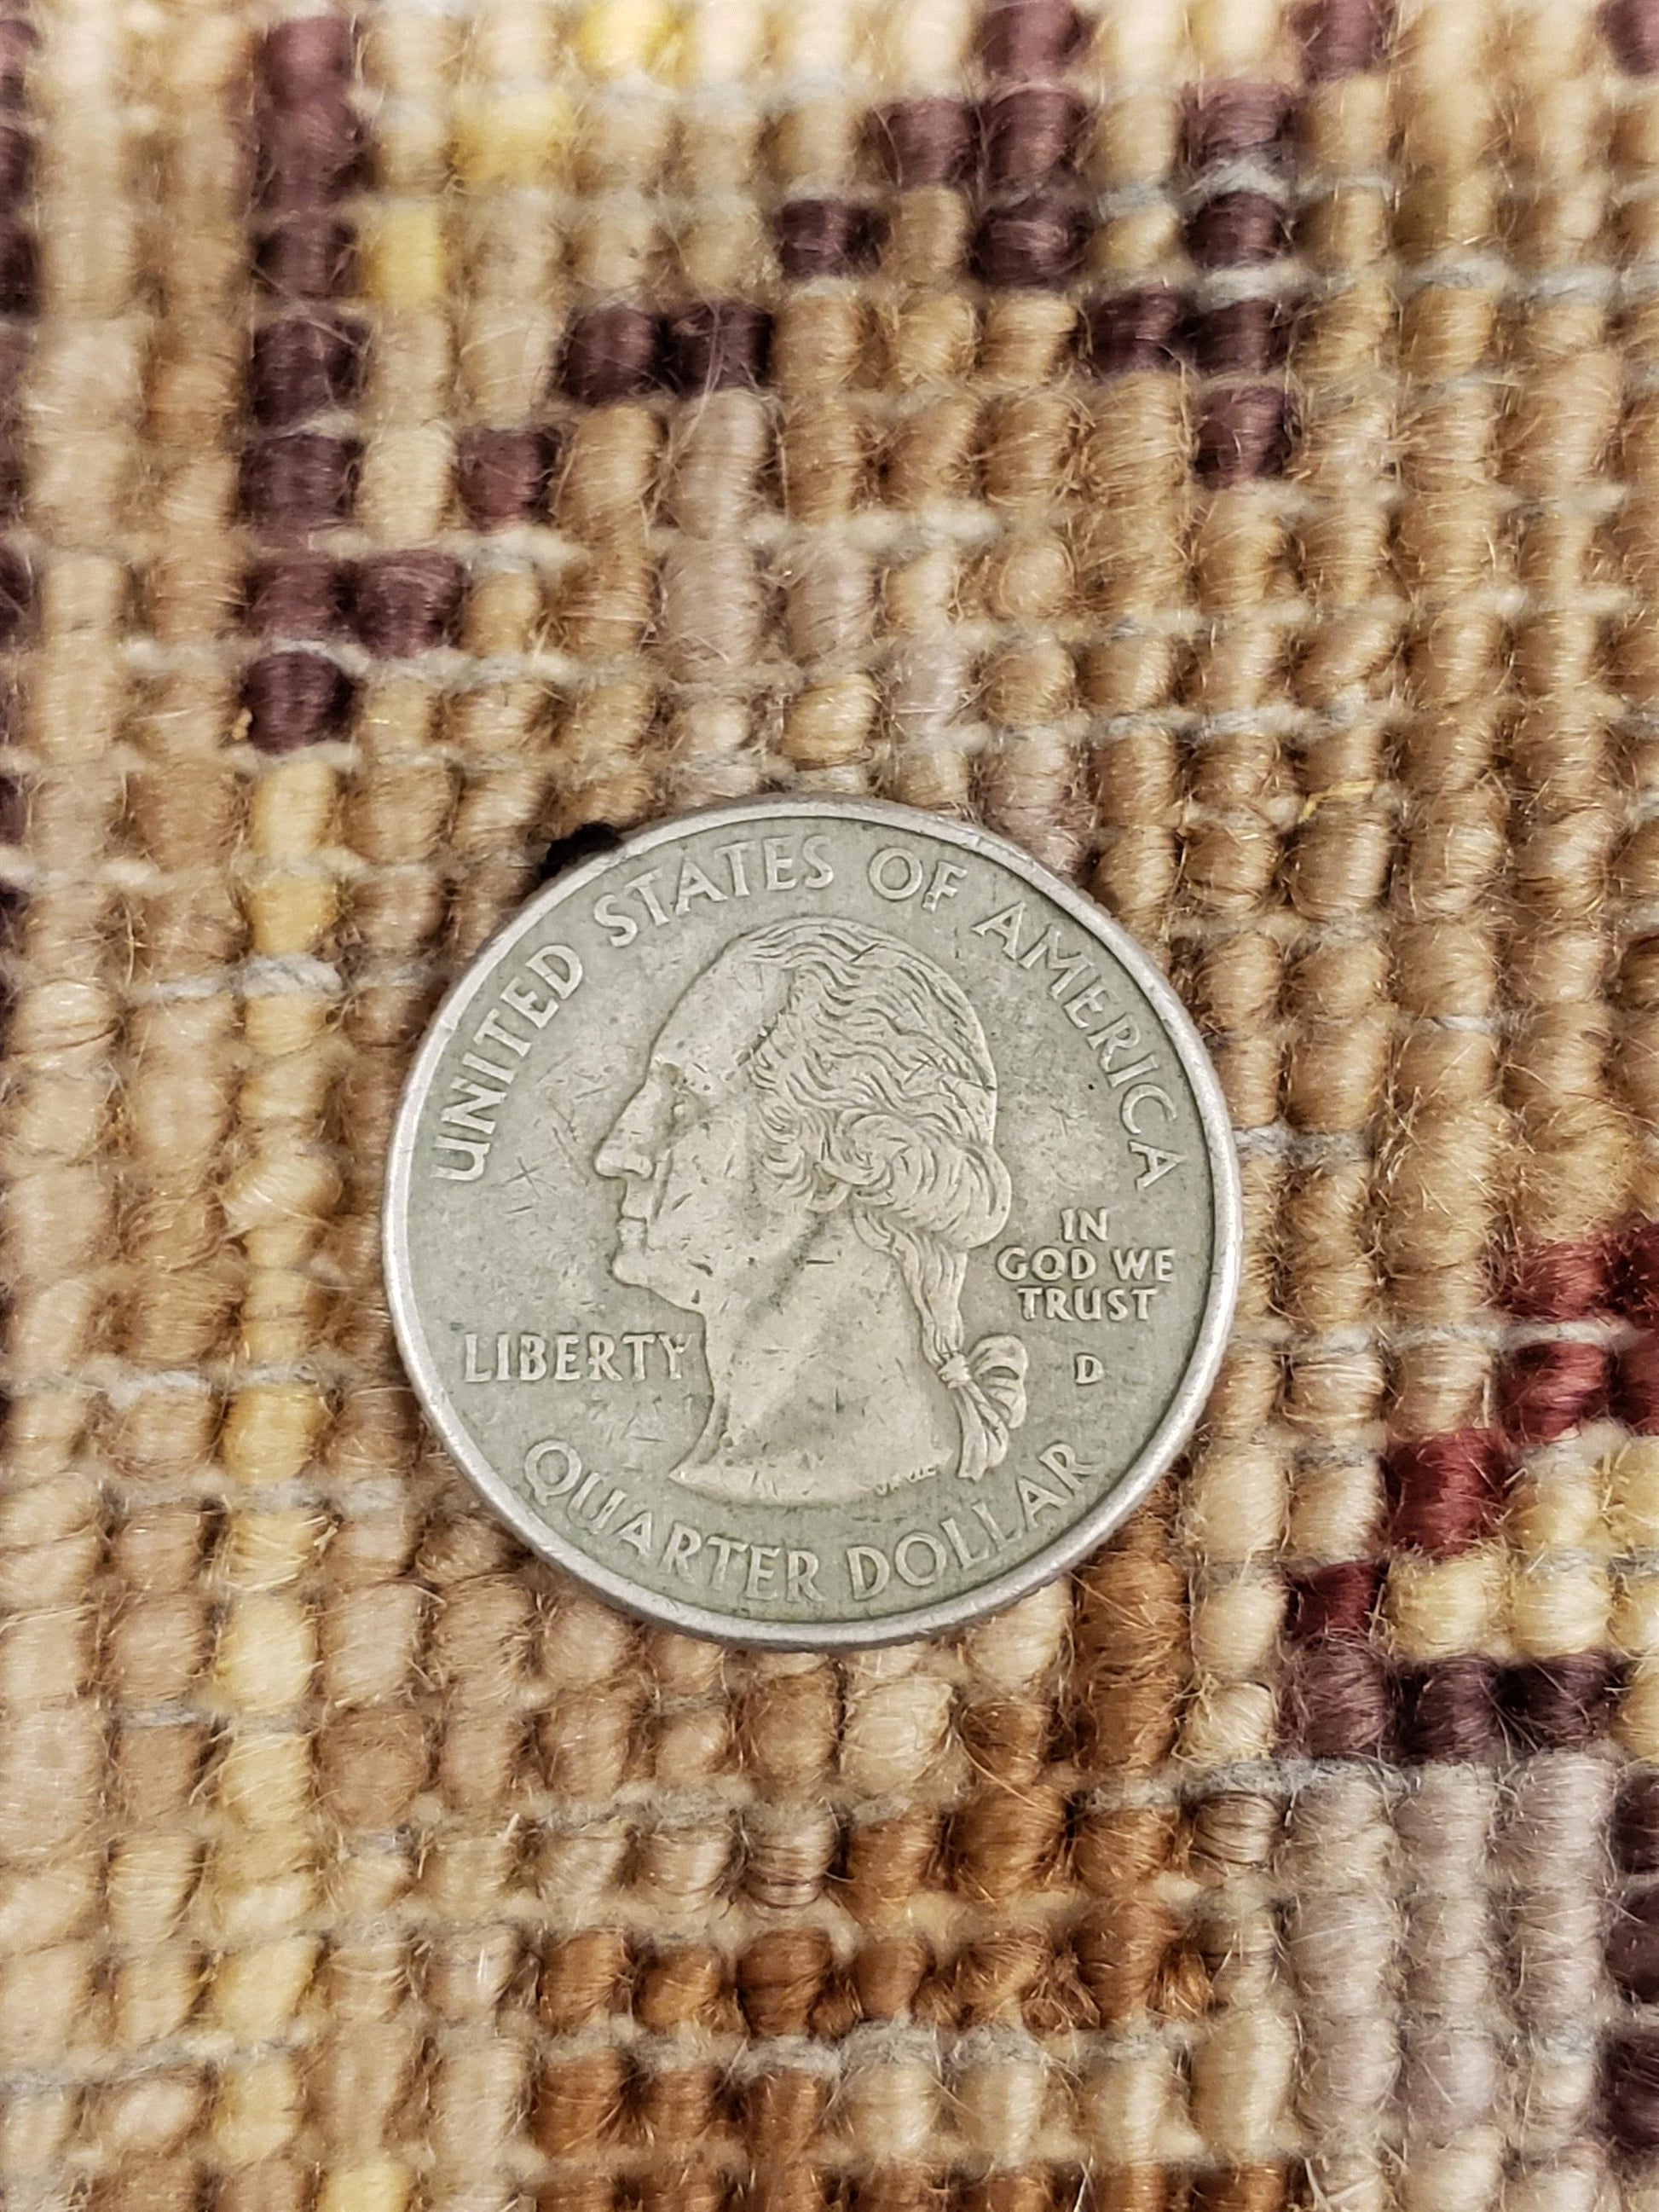 UNITED STATES OF AMERICA
IN
GOD WE
TRUST
LIBERTY
D
QUARTER DOLLAR